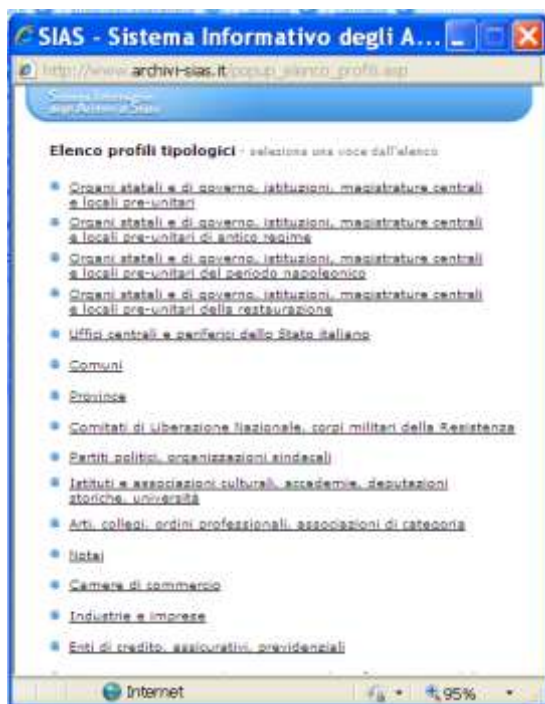 SIAS - Sistema Informativo degli A...
http://www.archivi-sias.it/popup_elenco_profili.asp
Sistema Informativo
degli Archivi di Stato
Elenco profili tipologici - seleziona una voce dall'elenco
Organi statali e di governo, istituzioni, magistrature centrali
e locali pre-unitari
Organi statali e di governo, istituzioni, magistrature centrali
e locali pre-unitari di antico regime
Organi statali e di governo, istituzioni, magistrature centrali
e locali pre-unitari del periodo napoleonico
Organi statali e di governo, istituzioni, magistrature centrali
e locali pre-unitari della restaurazione
Uffici centrali e periferici dello Stato italiano
Comuni
Province
Comitati di Liberazione Nazionale, corpi militari della Resistenza
Partiti politici, organizzazioni sindacali
Istituti e associazioni culturali, accademie, deputazioni
storiche, università
Arti, collegi, ordini professionali, associazioni di categoria
Notai
Camere di commercio
Industrie e imprese
Enti di credito, assicurativi, previdenziali
Internet
95%